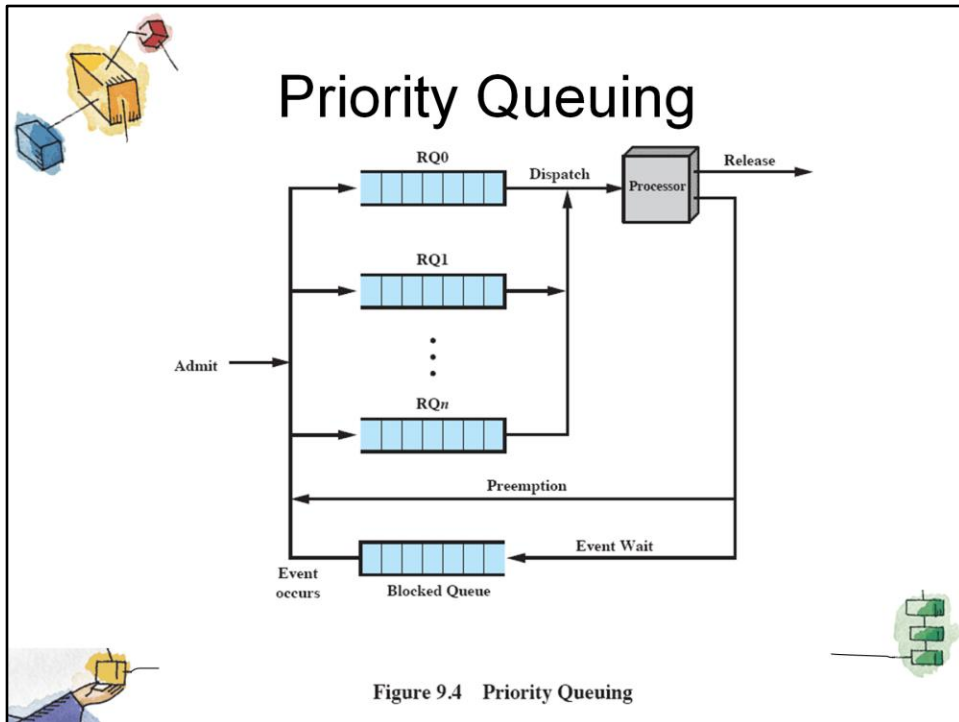 Priority Queuing
RQ0
Dispatch
Release
Processor
RQ1
Admit
RQn
Preemption
Event Wait
Event
occurs
Blocked Queue
Figure 9.4 Priority Queuing